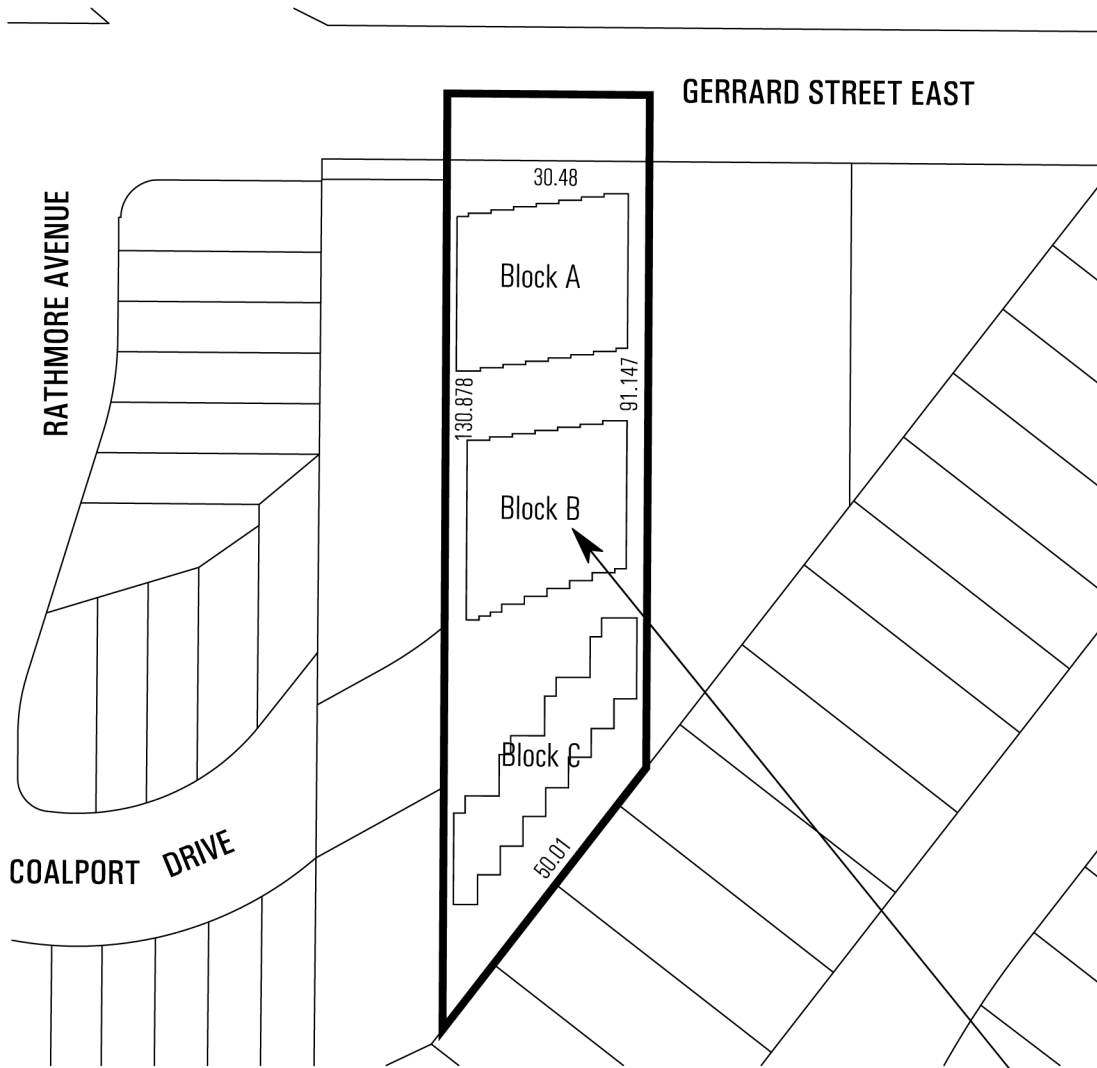 GERRARD STREET EAST
RATHMORE AVENUE
30.48
Block A
130.878
91.147
Block B
Block C
50.01
COALPORT DRIVE